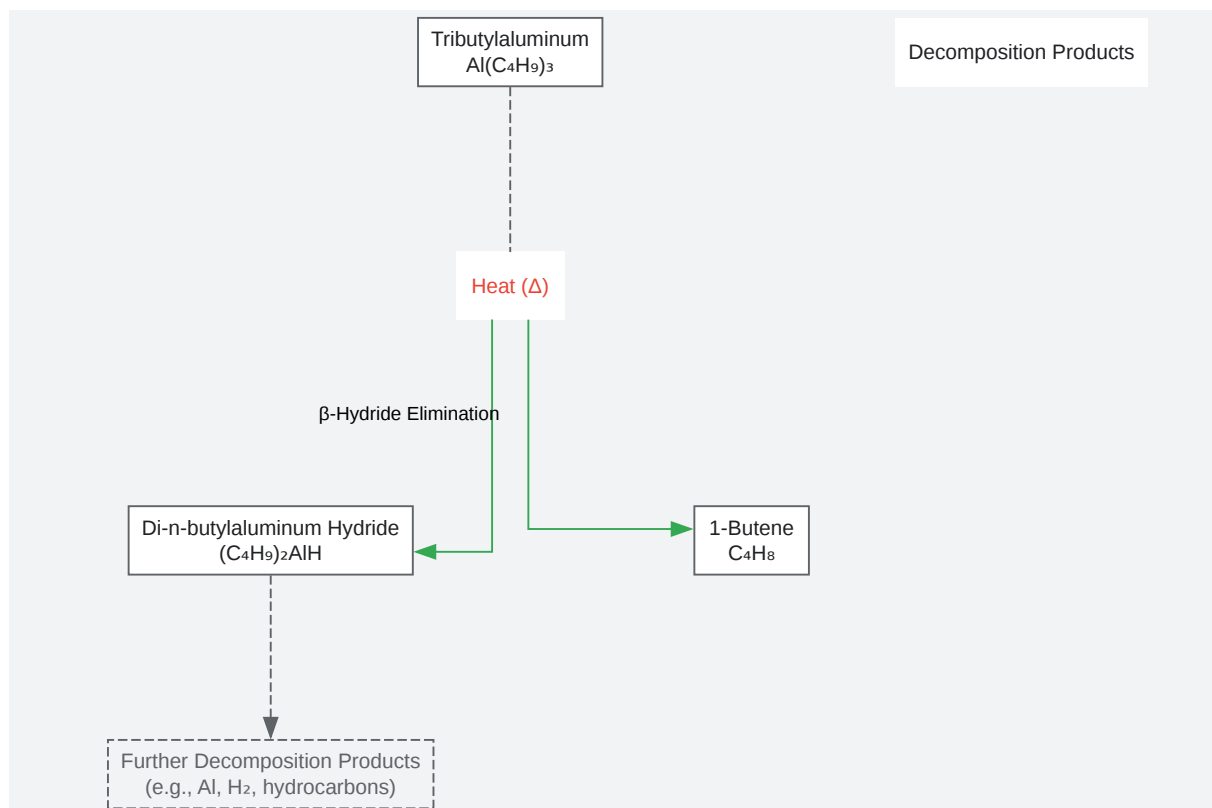 Tributylaluminum
Al(C₄H₉)₃
Decomposition Products
Heat (Δ)
β-Hydride Elimination
Di-n-butylaluminum Hydride
(C₄H₉)₂AlH
1-Butene
C₄H₈
Further Decomposition Products
(e.g., Al, H₂, hydrocarbons)